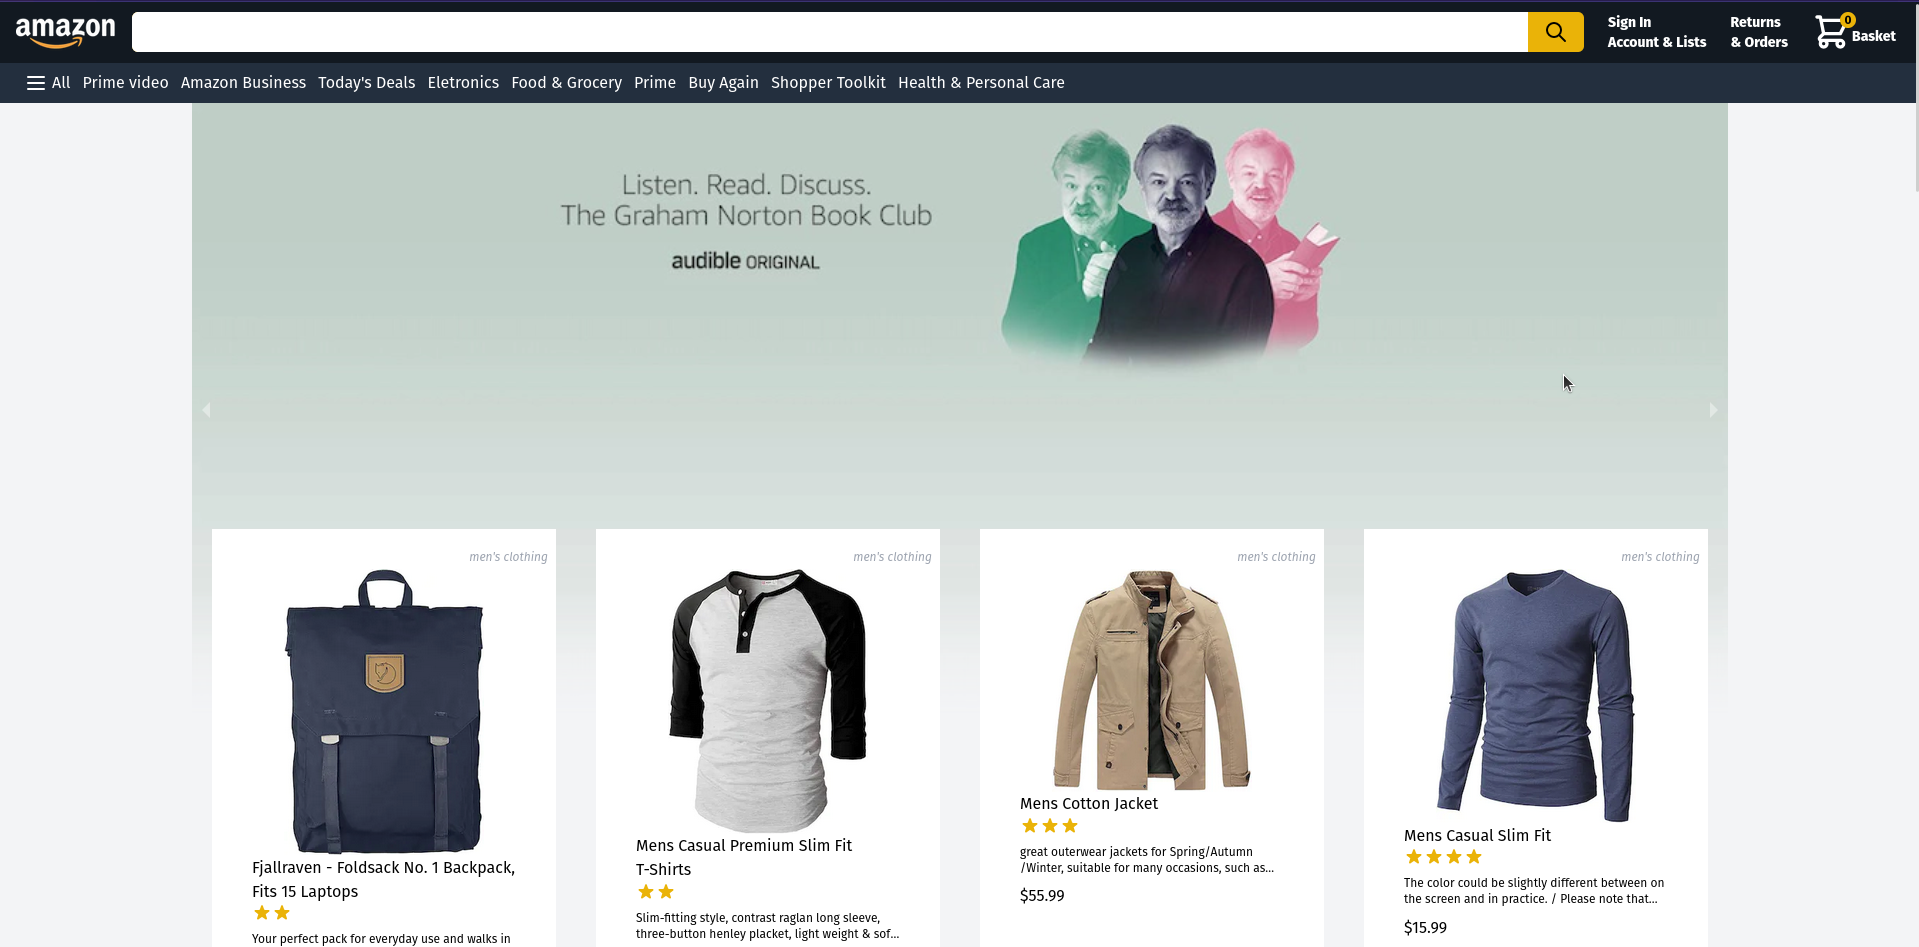 amazon
Sign In
Account & Lists
Returns
& Orders
0
Basket
All Prime video Amazon Business Today's Deals Eletronics Food & Grocery Prime Buy Again Shopper Toolkit Health & Personal Care
Listen. Read. Discuss.
The Graham Norton Book Club
audible ORIGINAL
men's clothing
Fjallraven - Foldsack No. 1 Backpack,
Fits 15 Laptops
Your perfect pack for everyday use and walks in
men's clothing
Mens Casual Premium Slim Fit
T-Shirts
Slim-fitting style, contrast raglan long sleeve,
three-button henley placket, light weight & sof...
men's clothing
Mens Cotton Jacket
great outerwear jackets for Spring/Autumn
/Winter, suitable for many occasions, such as...
$55.99
men's clothing
Mens Casual Slim Fit
The color could be slightly different between on
the screen and in practice. / Please note that...
$15.99